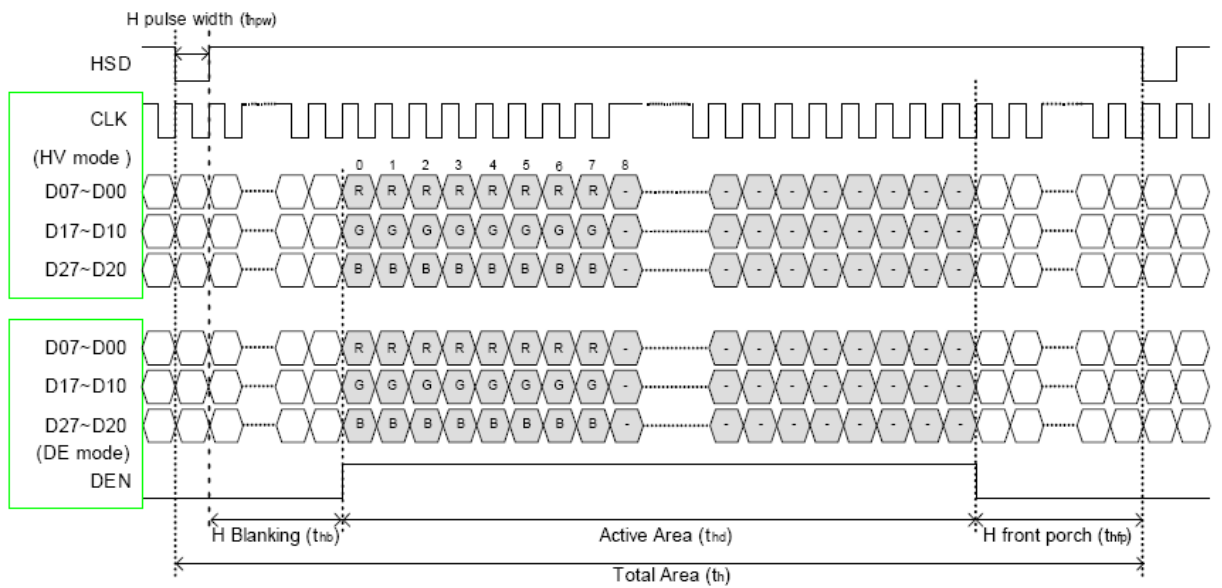 H pulse width (thpw)
HSD
CLK
(HV mode )
0 1 2 3 4 5 6 7 8
D07~D00 R R R R R R R R - - - - - - - - -
D17~D10 G G G G G G G G - - - - - - - - -
D27~D20 B B B B B B B B - - - - - - - - -
D07~D00 R R R R R R R R - - - - - - - - -
D17~D10 G G G G G G G G - - - - - - - - -
D27~D20 B B B B B B B B - - - - - - - - -
(DE mode)
DEN
H Blanking (thb) Active Area (thd) H front porch (thfp)
Total Area (th)